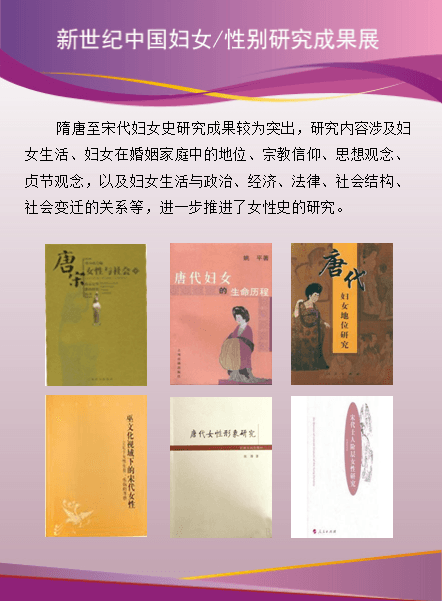 新世纪中国妇女/性别研究成果展
隋唐至宋代妇女史研究成果较为突出，研究内容涉及妇
女生活、妇女在婚姻家庭中的地位、宗教信仰、思想观念、
贞节观念，以及妇女生活与政治、经济、法律、社会结构、
社会变迁的关系等，进一步推进了女性史的研究。
唐宋
女性与社会
姚 平著
唐代妇女
的 生命历程
唐代
妇女地位研究
巫文化视域下的宋代女性
唐代女性形象研究
宋代士大夫阶层女性研究
人民出版社